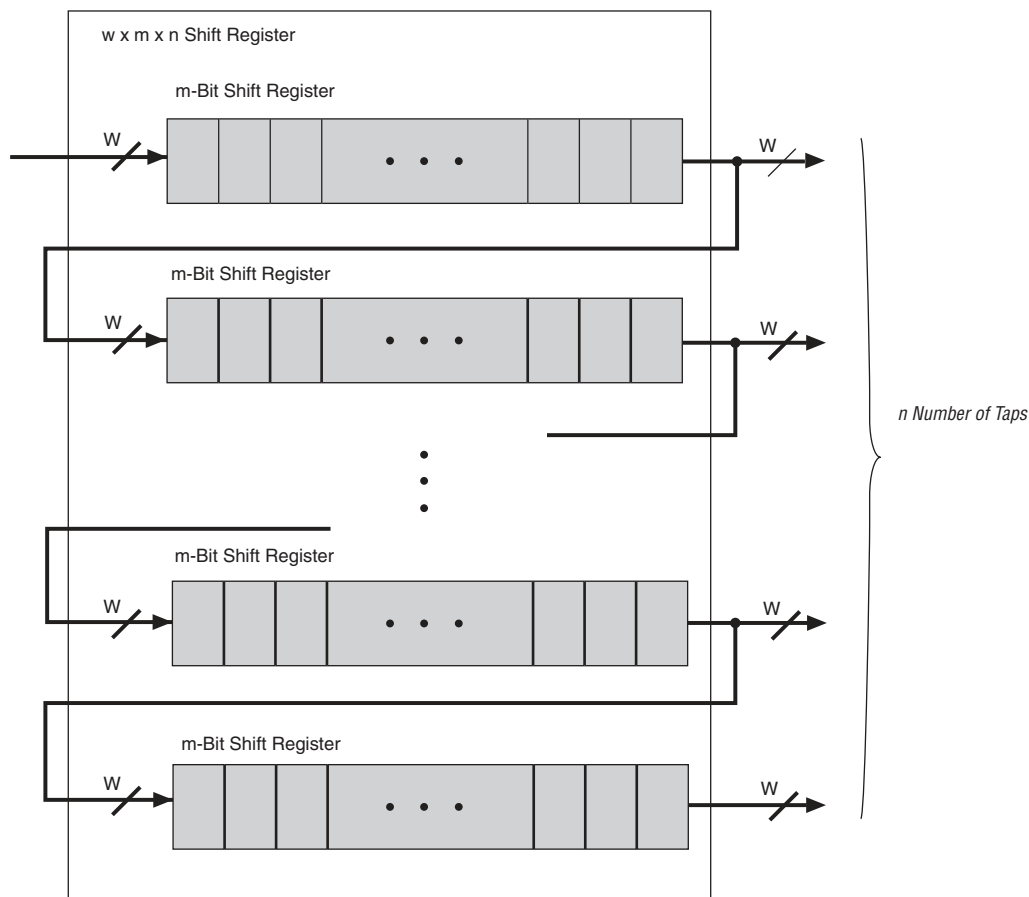 w x m x n Shift Register
m-Bit Shift Register
W
W
m-Bit Shift Register
W
W
n Number of Taps
m-Bit Shift Register
W
W
m-Bit Shift Register
W
W